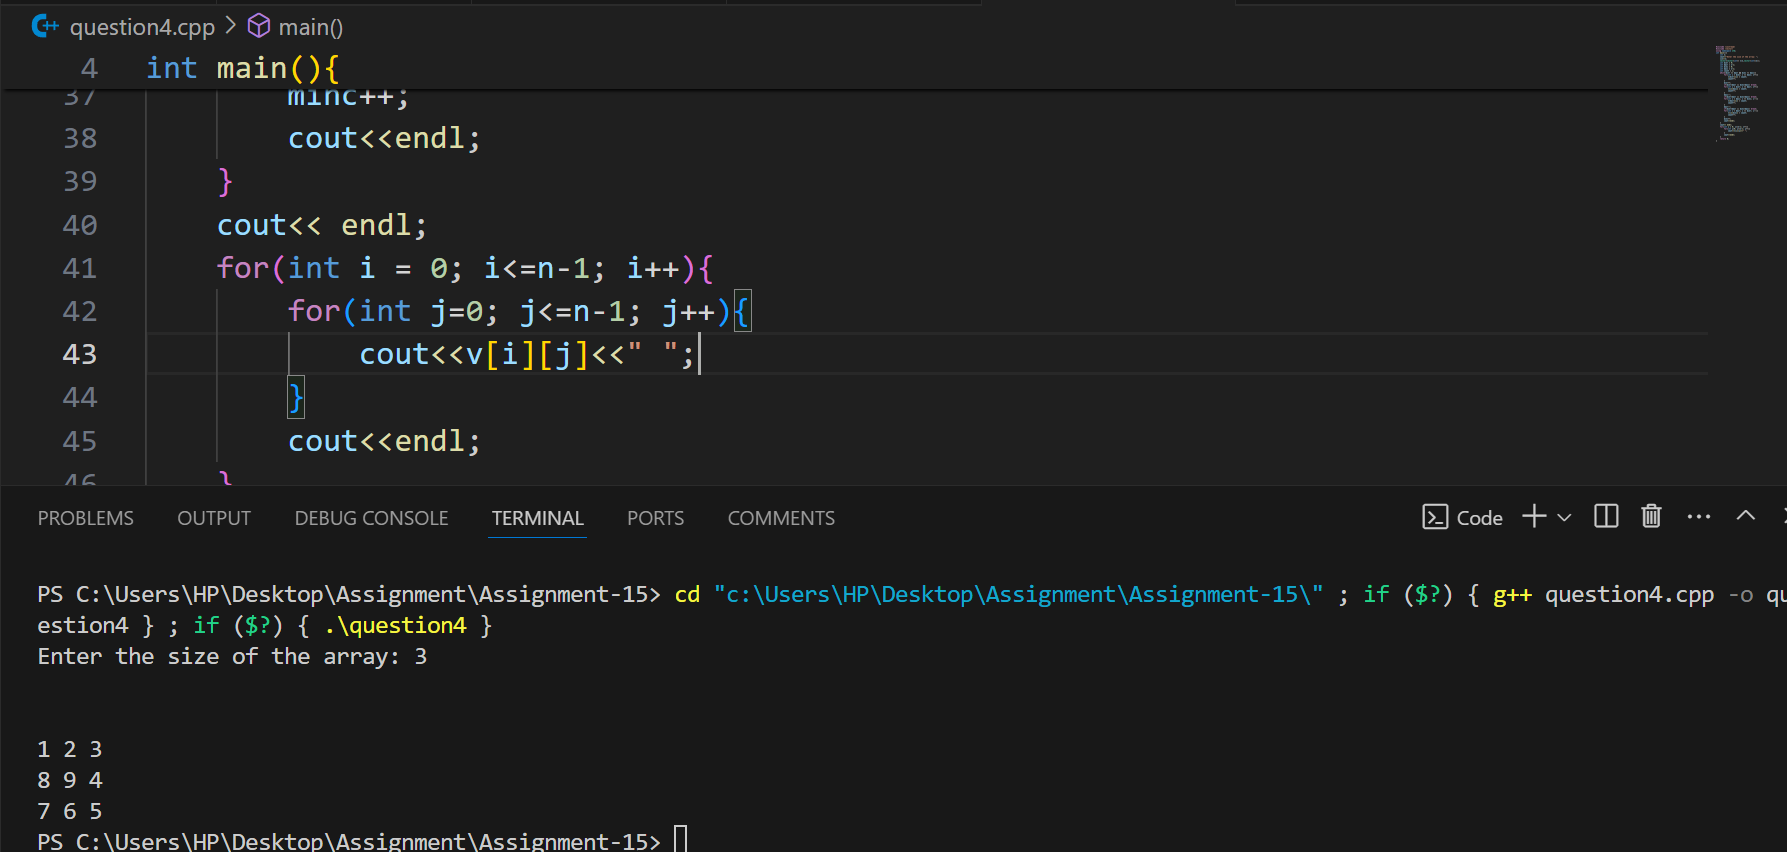 question4.cpp > main()
4 int main(){
37 minc++;
38 cout<<endl;
39 }
40 cout<< endl;
41 for(int i = 0; i<=n-1; i++){
42 for(int j=0; j<=n-1; j++){
43 cout<<v[i][j]<<" ";
44 }
45 cout<<endl;
46 }
PROBLEMS OUTPUT DEBUG CONSOLE TERMINAL PORTS COMMENTS Code
PS C:\Users\HP\Desktop\Assignment\Assignment-15> cd "c:\Users\HP\Desktop\Assignment\Assignment-15\" ; if ($?) { g++ question4.cpp -o qu
estion4 } ; if ($?) { .\question4 }
Enter the size of the array: 3
1 2 3
8 9 4
7 6 5
PS C:\Users\HP\Desktop\Assignment\Assignment-15>